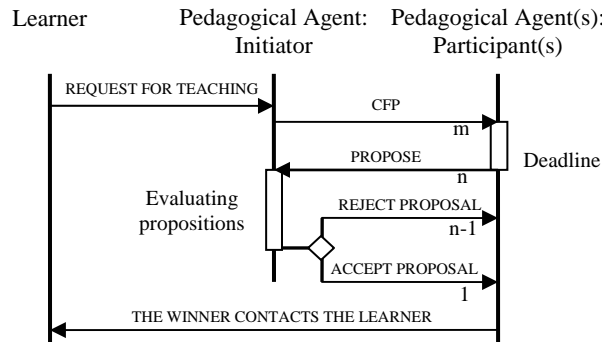 Learner
Pedagogical Agent:
Initiator
Pedagogical Agent(s):
Participant(s)
REQUEST FOR TEACHING
CFP
m
PROPOSE
n
Deadline
Evaluating
propositions
REJECT PROPOSAL
n-1
ACCEPT PROPOSAL
1
THE WINNER CONTACTS THE LEARNER